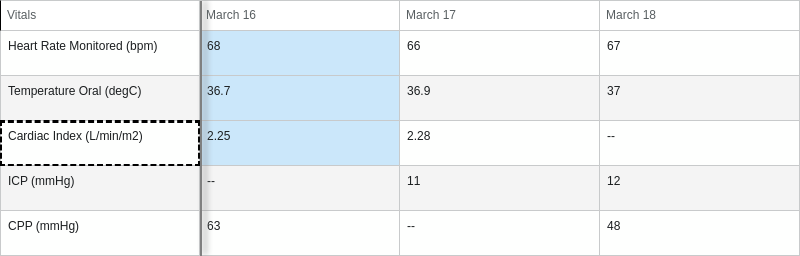 Vitals March 16 March 17 March 18
Heart Rate Monitored (bpm) 68 66 67
Temperature Oral (degC) 36.7 36.9 37
Cardiac Index (L/min/m2) 2.25 2.28 --
ICP (mmHg) -- 11 12
CPP (mmHg) 63 -- 48